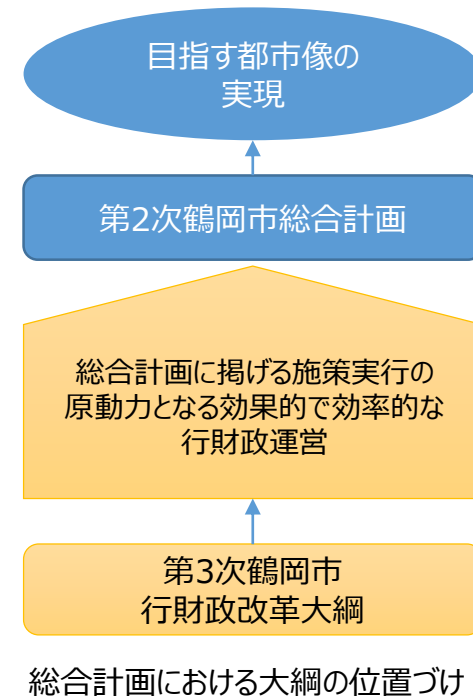 目指す都市像の
実現
第2次鶴岡市総合計画
総合計画に掲げる施策実行の
原動力となる効果的で効率的な
行財政運営
第3次鶴岡市
行財政改革大綱
総合計画における大綱の位置づけ